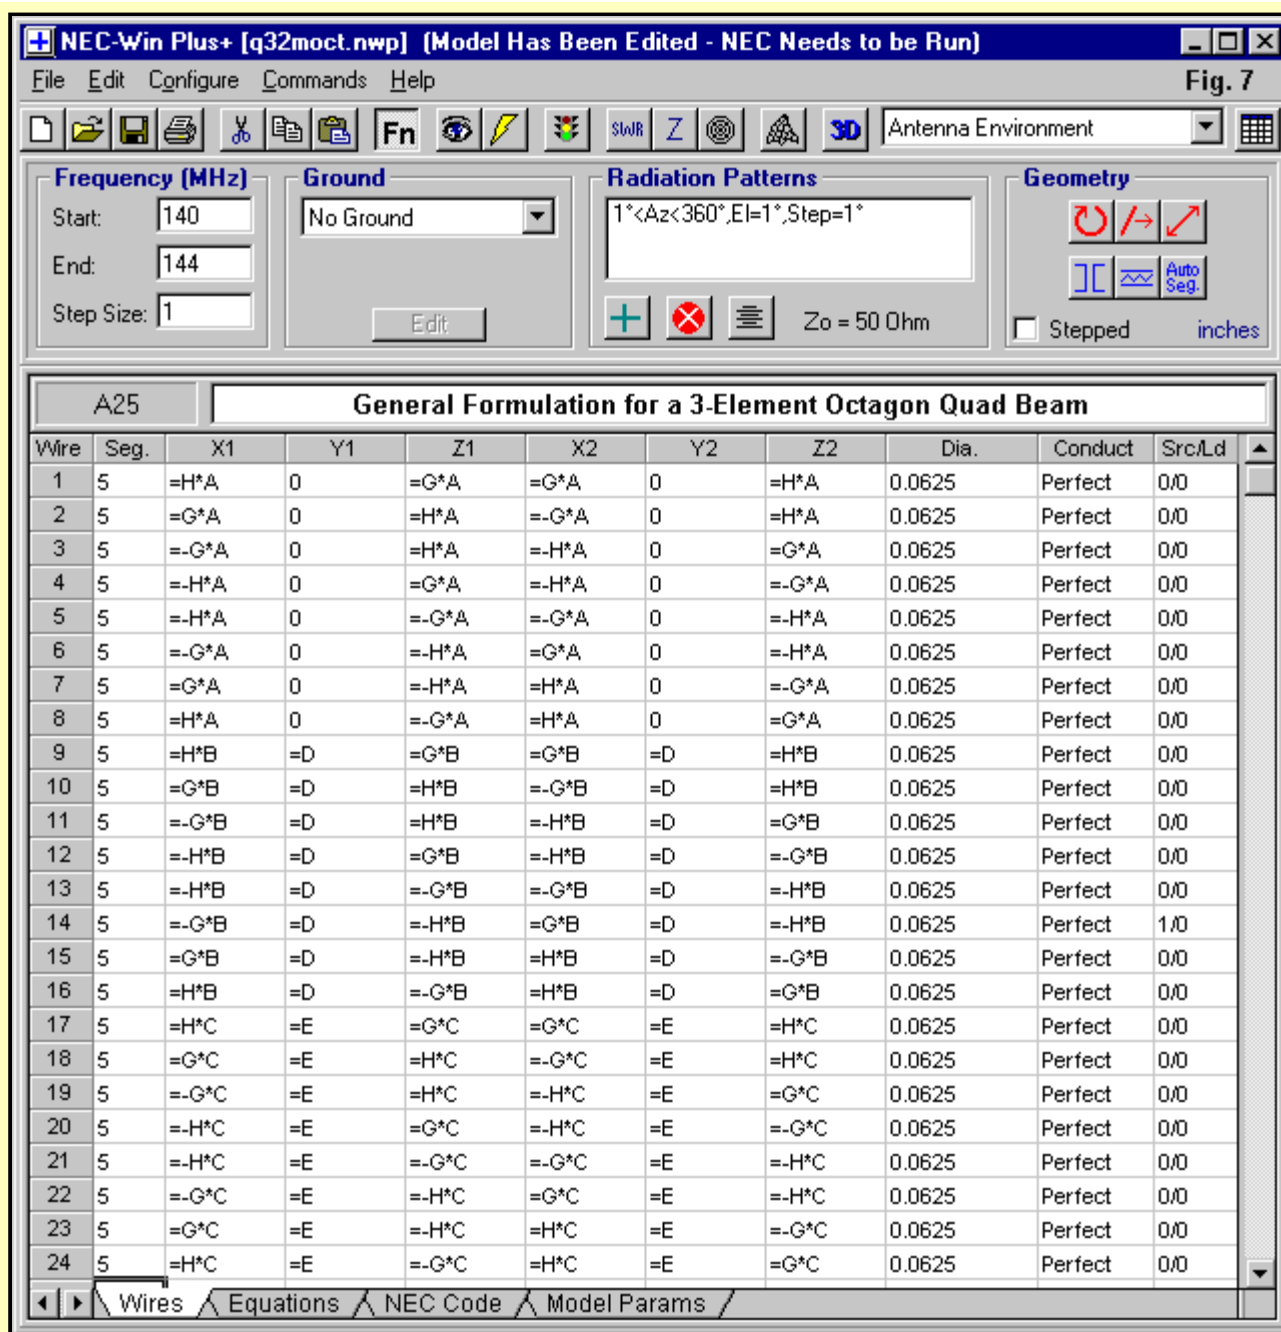 NEC-Win Plus+ [q32moct.nwp] (Model Has Been Edited - NEC Needs to be Run)
File Edit Configure Commands Help Fig. 7
Fn SWR Z 3D Antenna Environment
Frequency (MHz) Ground Radiation Patterns Geometry
Start: 140 No Ground 1°<Az<360°,El=1°,Step=1°
End: 144 Auto Seg.
Step Size: 1 Edit Zo = 50 Ohm Stepped inches
A25 General Formulation for a 3-Element Octagon Quad Beam
Wire Seg. X1 Y1 Z1 X2 Y2 Z2 Dia. Conduct Src/Ld
1 5 =H*A 0 =G*A =G*A 0 =H*A 0.0625 Perfect 0/0
2 5 =G*A 0 =H*A =-G*A 0 =H*A 0.0625 Perfect 0/0
3 5 =-G*A 0 =H*A =-H*A 0 =G*A 0.0625 Perfect 0/0
4 5 =-H*A 0 =G*A =-H*A 0 =-G*A 0.0625 Perfect 0/0
5 5 =-H*A 0 =-G*A =-G*A 0 =-H*A 0.0625 Perfect 0/0
6 5 =-G*A 0 =-H*A =G*A 0 =-H*A 0.0625 Perfect 0/0
7 5 =G*A 0 =-H*A =H*A 0 =-G*A 0.0625 Perfect 0/0
8 5 =H*A 0 =-G*A =H*A 0 =G*A 0.0625 Perfect 0/0
9 5 =H*B =D =G*B =G*B =D =H*B 0.0625 Perfect 0/0
10 5 =G*B =D =H*B =-G*B =D =H*B 0.0625 Perfect 0/0
11 5 =-G*B =D =H*B =-H*B =D =G*B 0.0625 Perfect 0/0
12 5 =-H*B =D =G*B =-H*B =D =-G*B 0.0625 Perfect 0/0
13 5 =-H*B =D =-G*B =-G*B =D =-H*B 0.0625 Perfect 0/0
14 5 =-G*B =D =-H*B =G*B =D =-H*B 0.0625 Perfect 1/0
15 5 =G*B =D =-H*B =H*B =D =-G*B 0.0625 Perfect 0/0
16 5 =H*B =D =-G*B =H*B =D =G*B 0.0625 Perfect 0/0
17 5 =H*C =E =G*C =G*C =E =H*C 0.0625 Perfect 0/0
18 5 =G*C =E =H*C =-G*C =E =H*C 0.0625 Perfect 0/0
19 5 =-G*C =E =H*C =-H*C =E =G*C 0.0625 Perfect 0/0
20 5 =-H*C =E =G*C =-H*C =E =-G*C 0.0625 Perfect 0/0
21 5 =-H*C =E =-G*C =-G*C =E =-H*C 0.0625 Perfect 0/0
22 5 =-G*C =E =-H*C =G*C =E =-H*C 0.0625 Perfect 0/0
23 5 =G*C =E =-H*C =H*C =E =-G*C 0.0625 Perfect 0/0
24 5 =H*C =E =-G*C =H*C =E =G*C 0.0625 Perfect 0/0
Wires Equations NEC Code Model Params